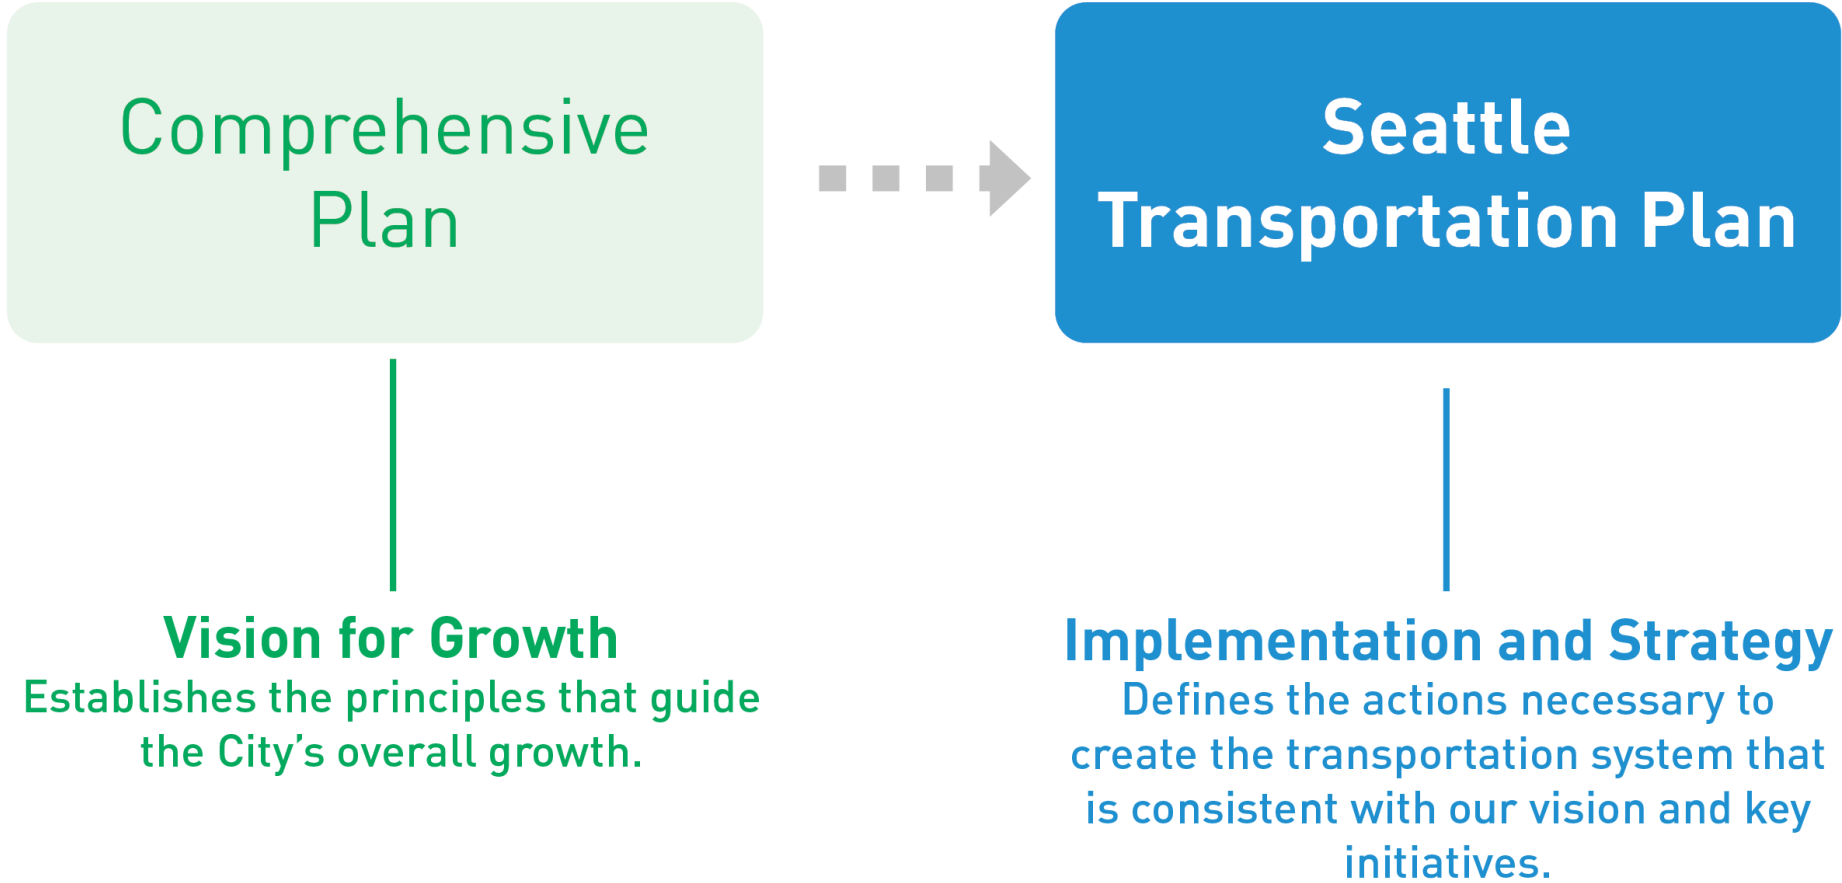 Comprehensive
Plan
Seattle
Transportation Plan
Vision for Growth
Establishes the principles that guide
the City’s overall growth.
Implementation and Strategy
Defines the actions necessary to
create the transportation system that
is consistent with our vision and key
initiatives.